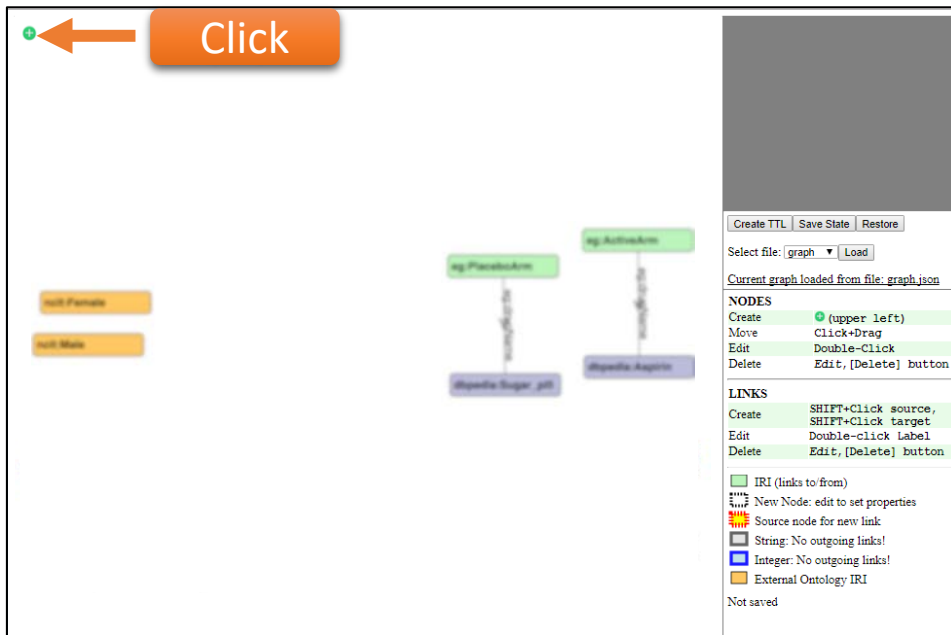 Click
eg:ActiveArm
eg:PlaceboArm
eg:drugName
eg:drugName
ncit:Female
ncit:Male
dbpedia:Aspirin
dbpedia:Sugar_pill
Create TTL Save State Restore
Select file: graph Load
Current graph loaded from file: graph.json
NODES
Create (upper left)
Move Click+Drag
Edit Double-Click
Delete Edit,[Delete] button
LINKS
Create SHIFT+Click source,
SHIFT+Click target
Edit Double-click Label
Delete Edit,[Delete] button
IRI (links to/from)
New Node: edit to set properties
Source node for new link
String: No outgoing links!
Integer: No outgoing links!
External Ontology IRI
Not saved